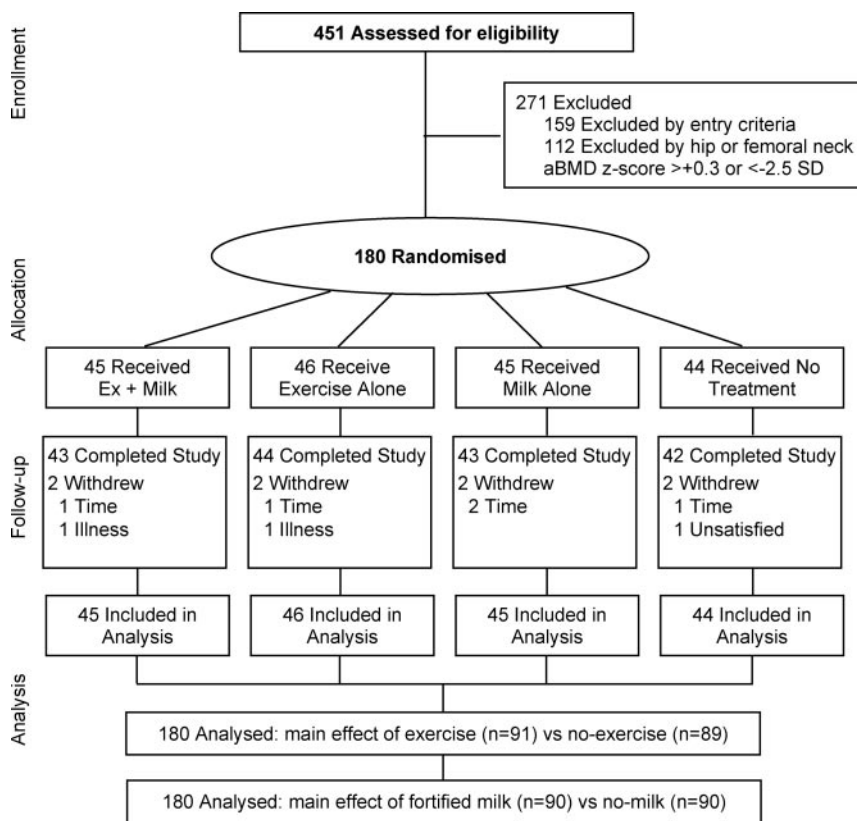 Enrollment
451 Assessed for eligibility
271 Excluded
159 Excluded by entry criteria
112 Excluded by hip or femoral neck
aBMD z-score >+0.3 or <-2.5 SD
Allocation
180 Randomised
45 Received
Ex + Milk
46 Receive
Exercise Alone
45 Received
Milk Alone
44 Received No
Treatment
Follow-up
43 Completed Study
2 Withdrew
1 Time
1 Illness
44 Completed Study
2 Withdrew
1 Time
1 Illness
43 Completed Study
2 Withdrew
2 Time
42 Completed Study
2 Withdrew
1 Time
1 Unsatisfied
Analysis
45 Included in
Analysis
46 Included in
Analysis
45 Included in
Analysis
44 Included in
Analysis
180 Analysed: main effect of exercise (n=91) vs no-exercise (n=89)
180 Analysed: main effect of fortified milk (n=90) vs no-milk (n=90)